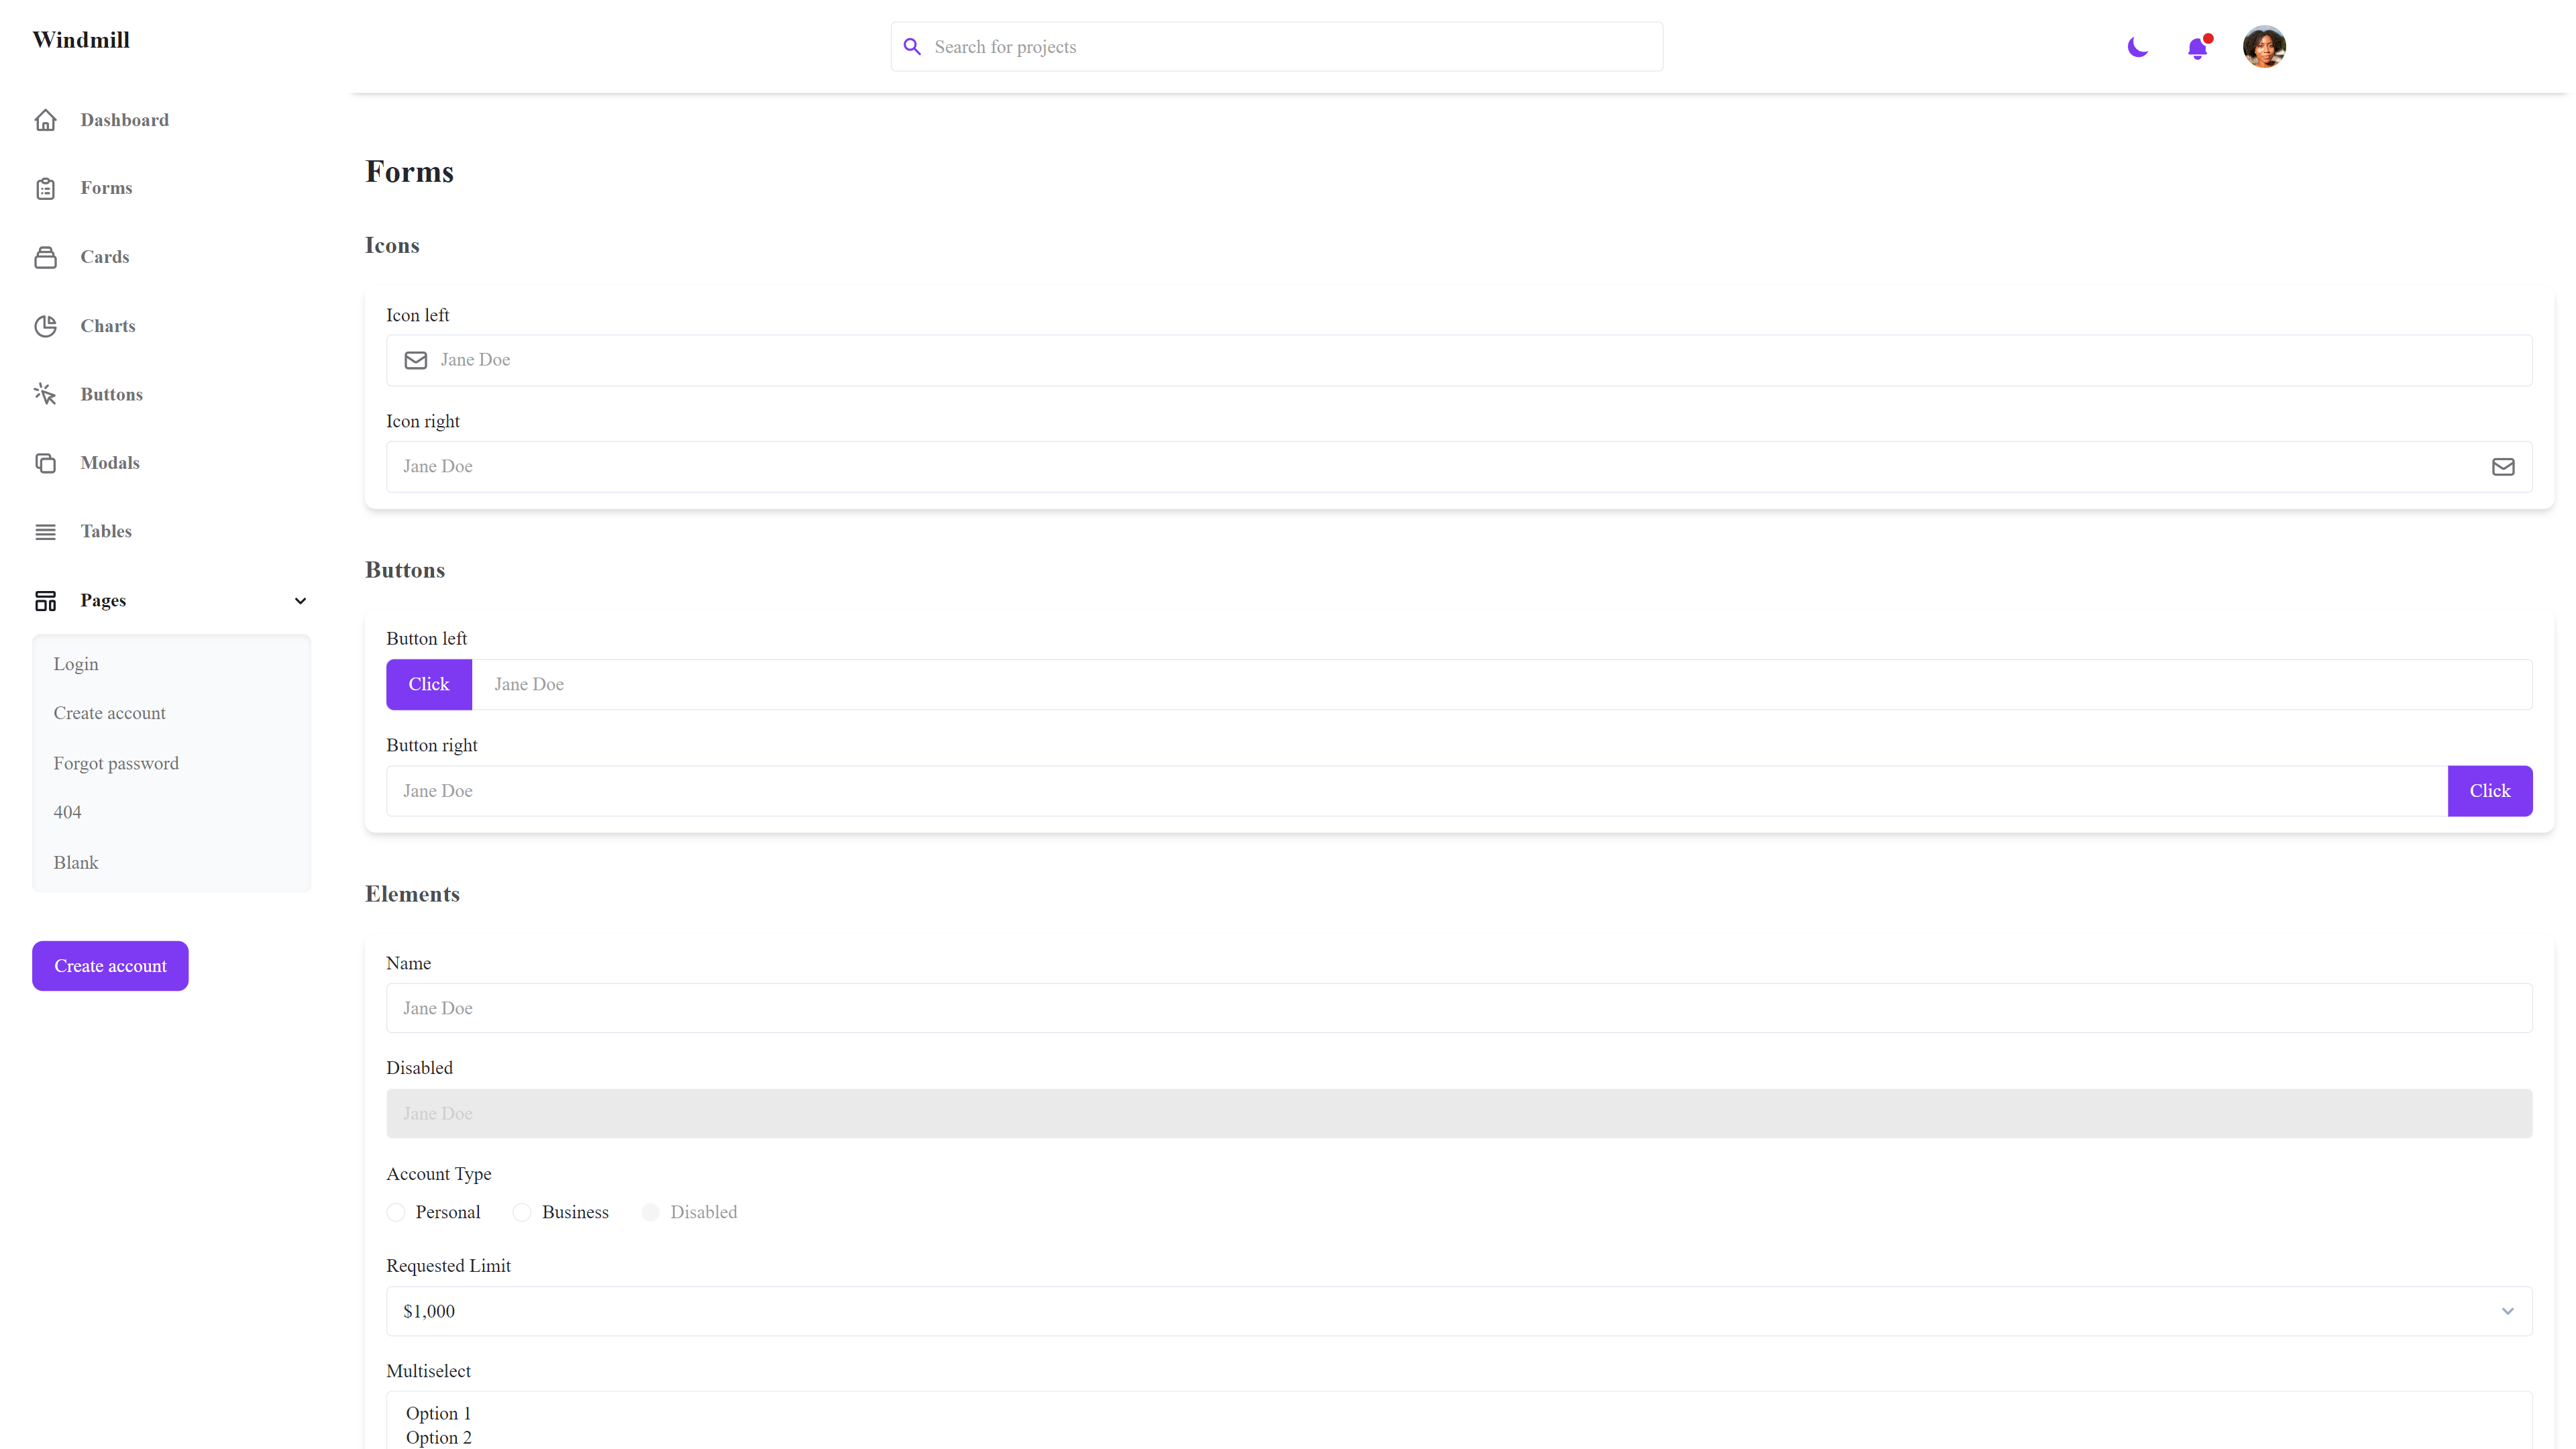 Windmill
Search for projects
Dashboard
Forms
Cards
Charts
Buttons
Modals
Tables
Pages
Login
Create account
Forgot password
404
Blank
Create account
Forms
Icons
Icon left
Jane Doe
Icon right
Jane Doe
Buttons
Button left
Click Jane Doe
Button right
Jane Doe Click
Elements
Name
Jane Doe
Disabled
Jane Doe
Account Type
Personal Business Disabled
Requested Limit
$1,000
Multiselect
Option 1
Option 2